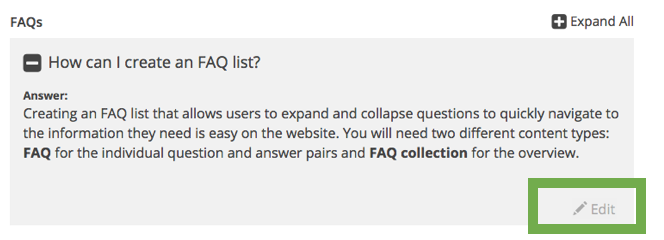 FAQs
Expand All
How can I create an FAQ list?
Answer:
Creating an FAQ list that allows users to expand and collapse questions to quickly navigate to
the information they need is easy on the website. You will need two different content types:
FAQ for the individual question and answer pairs and FAQ collection for the overview.
Edit